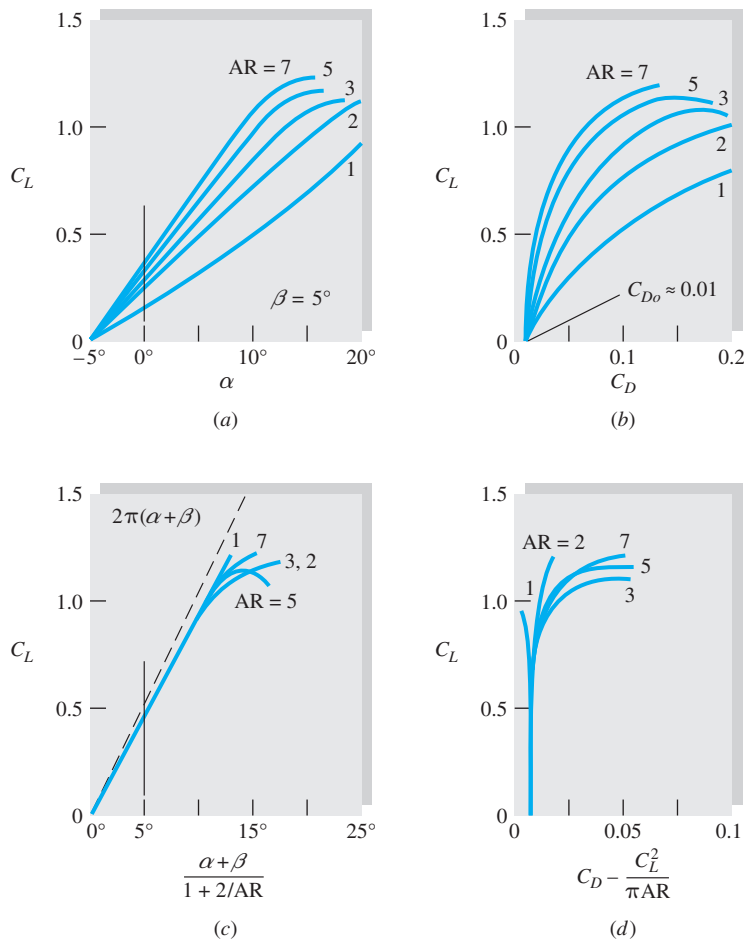 1.5
AR = 7
5
3
2
1
1.0
C_L
0.5
β = 5°
0
−5°
0°
10°
20°
α
(a)
1.5
AR = 7
5
3
2
1
1.0
C_L
0.5
C_Do ≈ 0.01
0
0
0.1
0.2
C_D
(b)
1.5
2π(α+β)
1
7
3, 2
AR = 5
1.0
C_L
0.5
0
0°
5°
15°
25°
α + β
1 + 2/AR
(c)
1.5
AR = 2
7
5
3
1
1.0
C_L
0.5
0
0
0.05
0.1
C_D − C_L^2
πAR
(d)